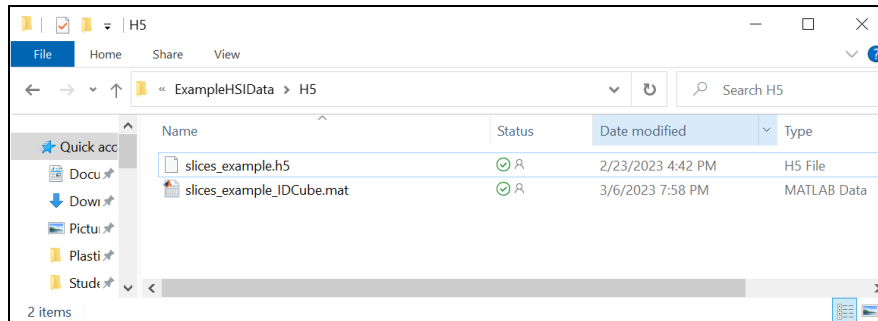 H5
File Home Share View
« ExampleHSIData > H5
Search H5
Name Status Date modified Type
Quick acc
Docu
Down
Pictu
Plasti
Stude
slices_example.h5 2/23/2023 4:42 PM H5 File
slices_example_IDCube.mat 3/6/2023 7:58 PM MATLAB Data
2 items